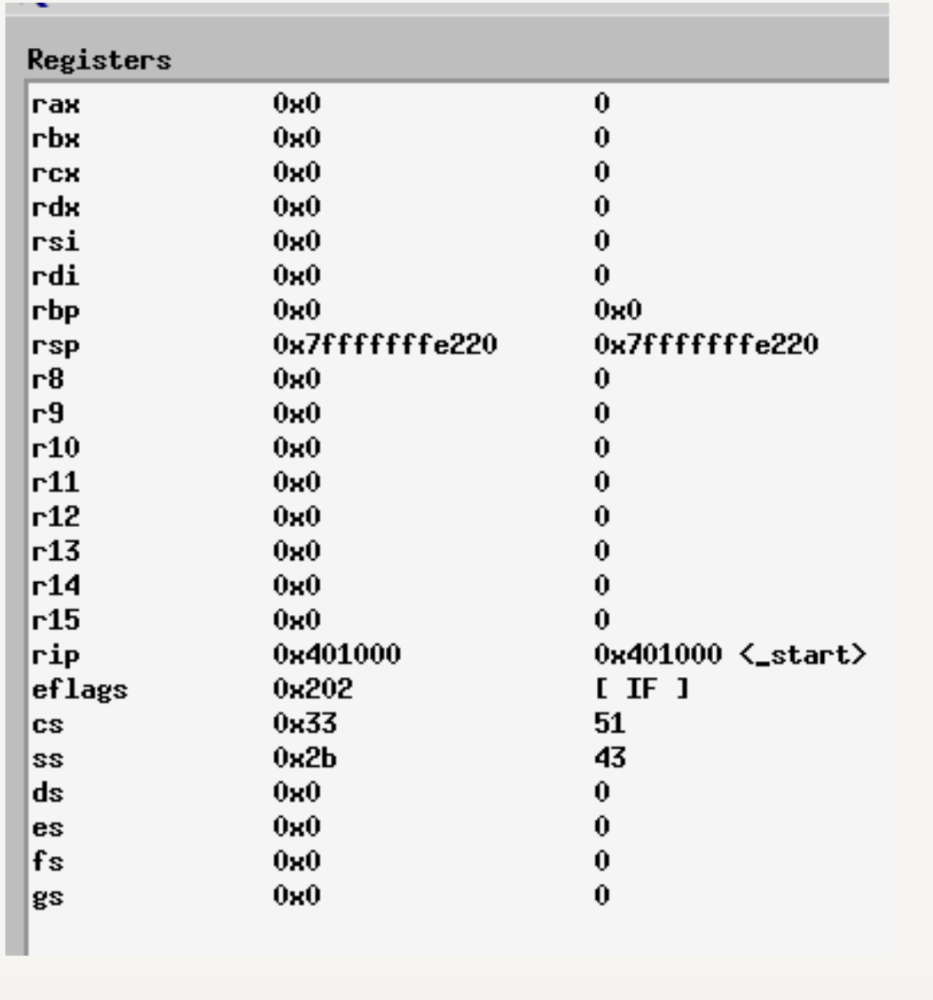 Registers
rax 0x0 0
rbx 0x0 0
rcx 0x0 0
rdx 0x0 0
rsi 0x0 0
rdi 0x0 0
rbp 0x0 0x0
rsp 0x7fffffffe220 0x7fffffffe220
r8 0x0 0
r9 0x0 0
r10 0x0 0
r11 0x0 0
r12 0x0 0
r13 0x0 0
r14 0x0 0
r15 0x0 0
rip 0x401000 0x401000 <_start>
eflags 0x202 [ IF ]
cs 0x33 51
ss 0x2b 43
ds 0x0 0
es 0x0 0
fs 0x0 0
gs 0x0 0